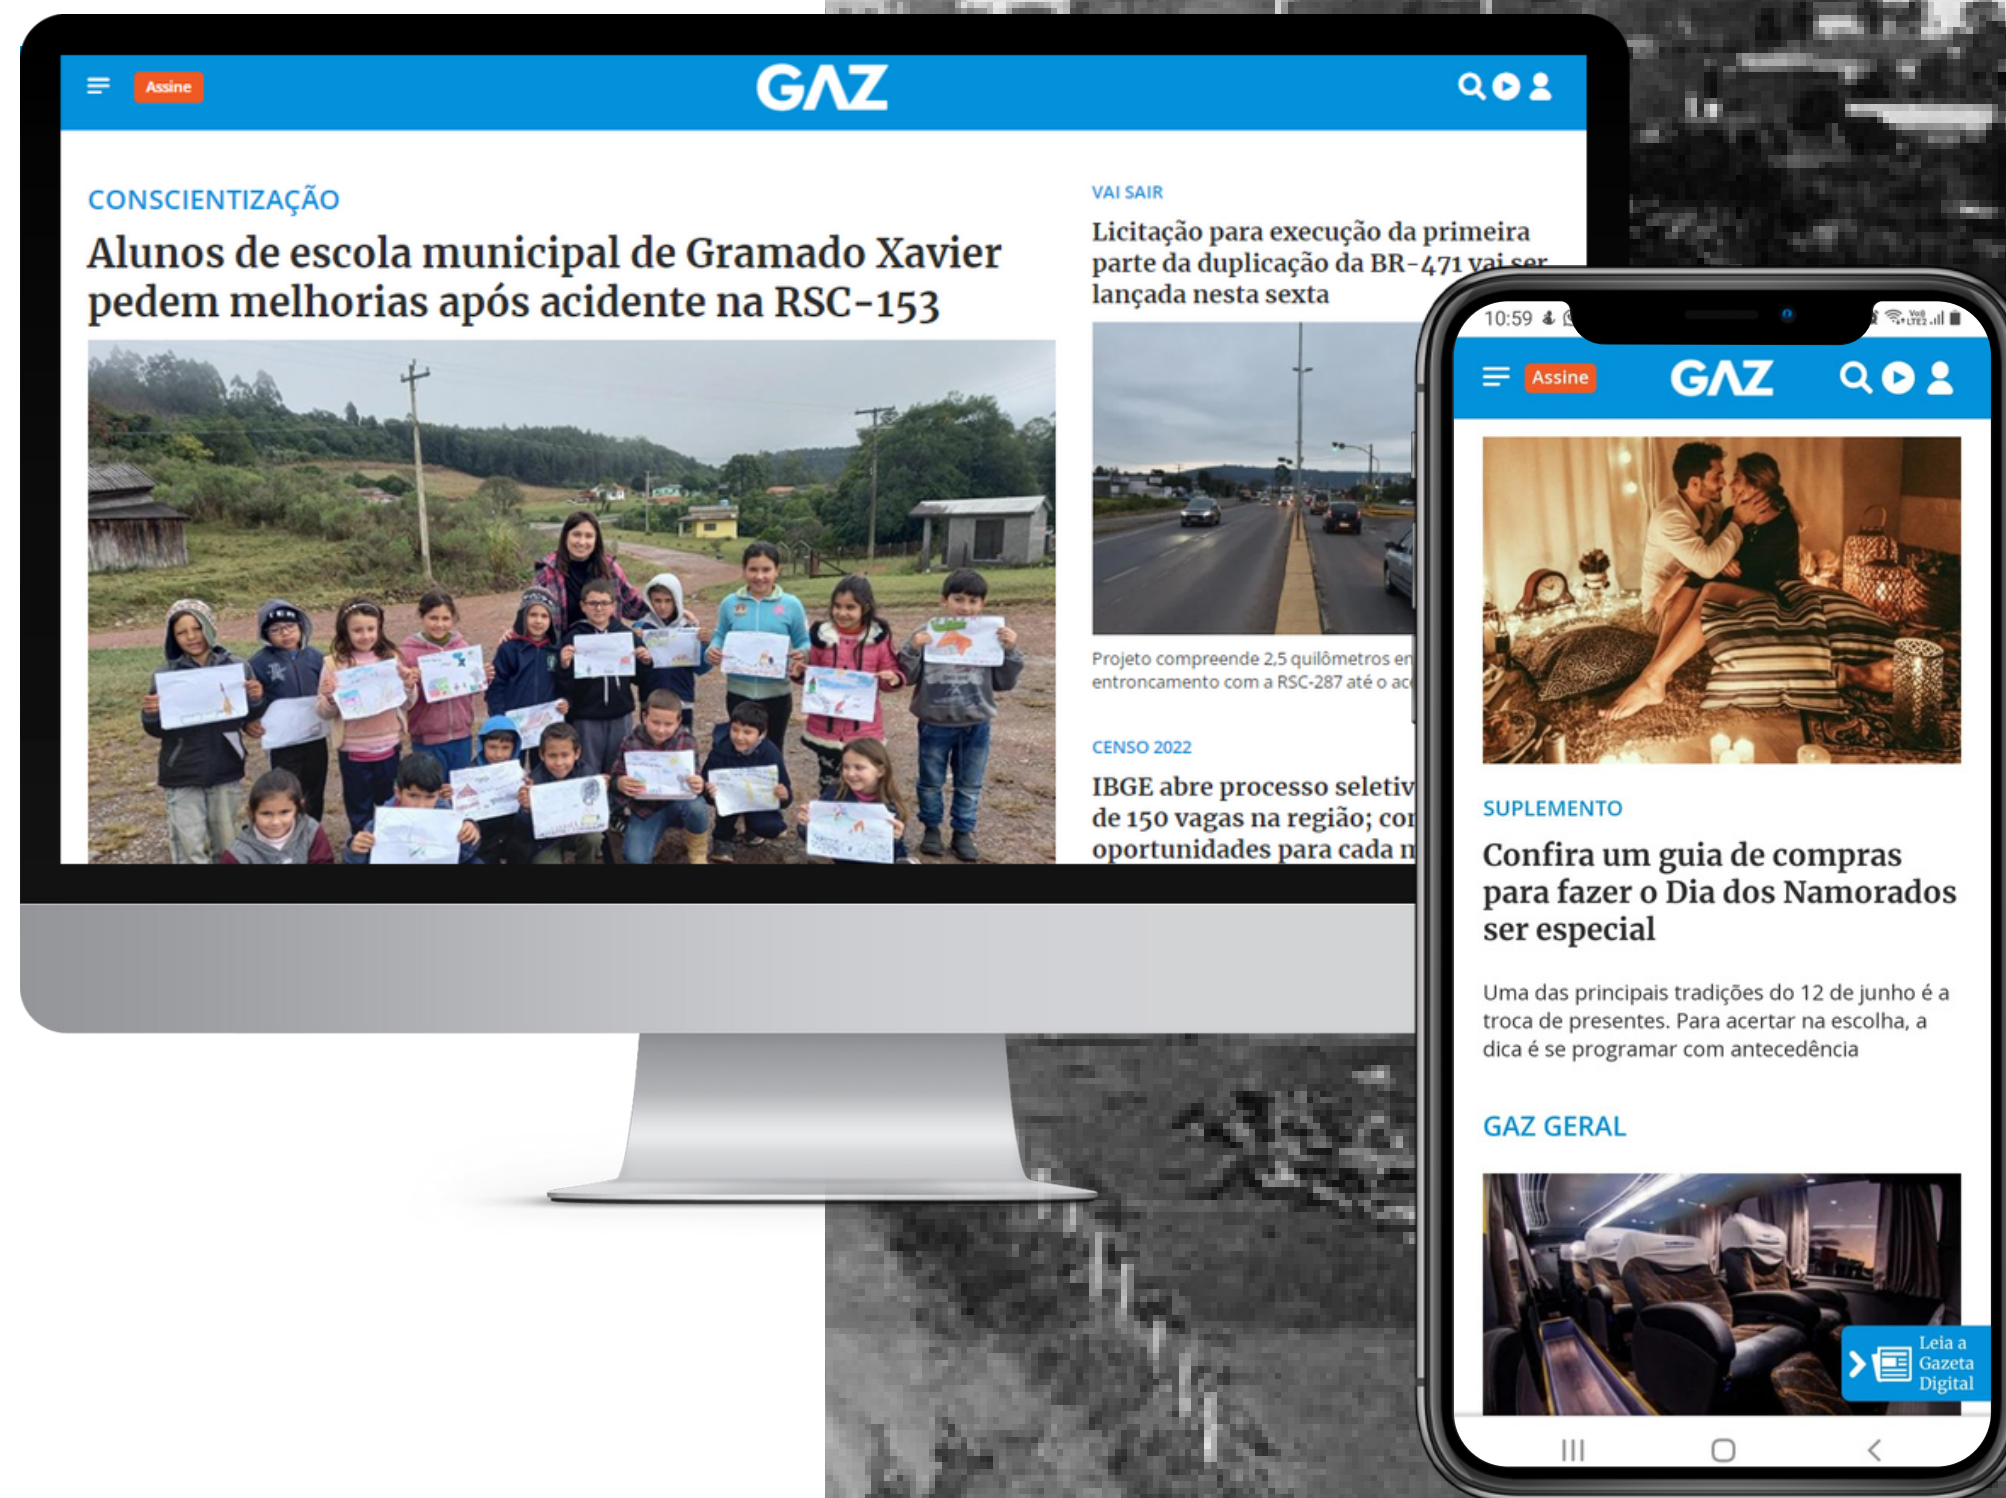 Assine
GAZ
CONSCIENTIZAÇÃO
Alunos de escola municipal de Gramado Xavier
pedem melhorias após acidente na RSC-153
VAI SAIR
Licitação para execução da primeira
parte da duplicação da BR-471 vai ser
lançada nesta sexta
Projeto compreende 2,5 quilômetros
entroncamento com a RSC-287 até o
CENSO 2022
IBGE abre processo
de 150 vagas na região;
oportunidades para cada
10:59
Assine
GAZ
SUPLEMENTO
Confira um guia de compras
para fazer o Dia dos Namorados
ser especial
Uma das principais tradições do 12 de junho é a
troca de presentes. Para acertar na escolha, a
dica é se programar com antecedência
GAZ GERAL
Leia a
Gazeta
Digital